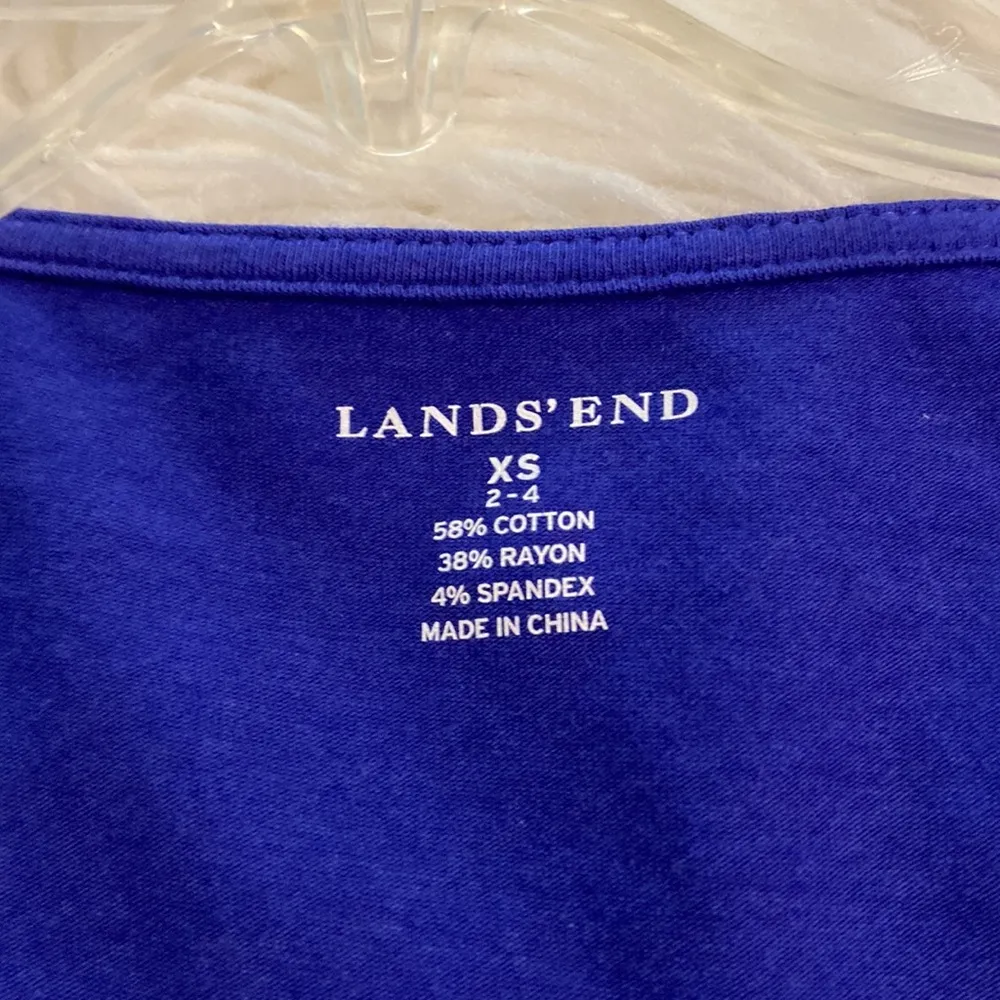 LANDS' END
XS
2-4
58% COTTON
38% RAYON
4% SPANDEX
MADE IN CHINA